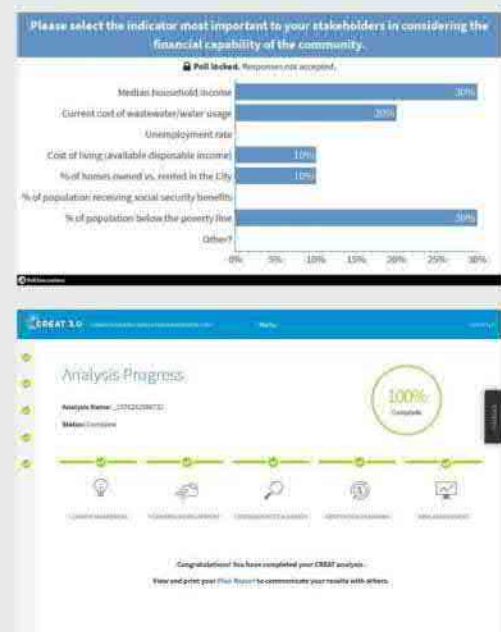 Please select the indicator most important to your stakeholders in considering the
financial capability of the community.
Poll locked. Responses not accepted.
Median household income
30%
Current cost of wastewater/water usage
20%
Unemployment rate
Cost of living (available disposable income)
10%
% of homes owned vs. rented in the City
10%
% of population receiving social security benefits
% of population below the poverty line
30%
Other?
0% 5% 10% 15% 20% 25% 30%
CREAT 3.0
Menu
Analysis Progress
100%
Complete
Analysis Name:
Status: Complete
Congratulations! You have completed your CREAT analysis.
View and print your Plan Report to communicate your results with others.